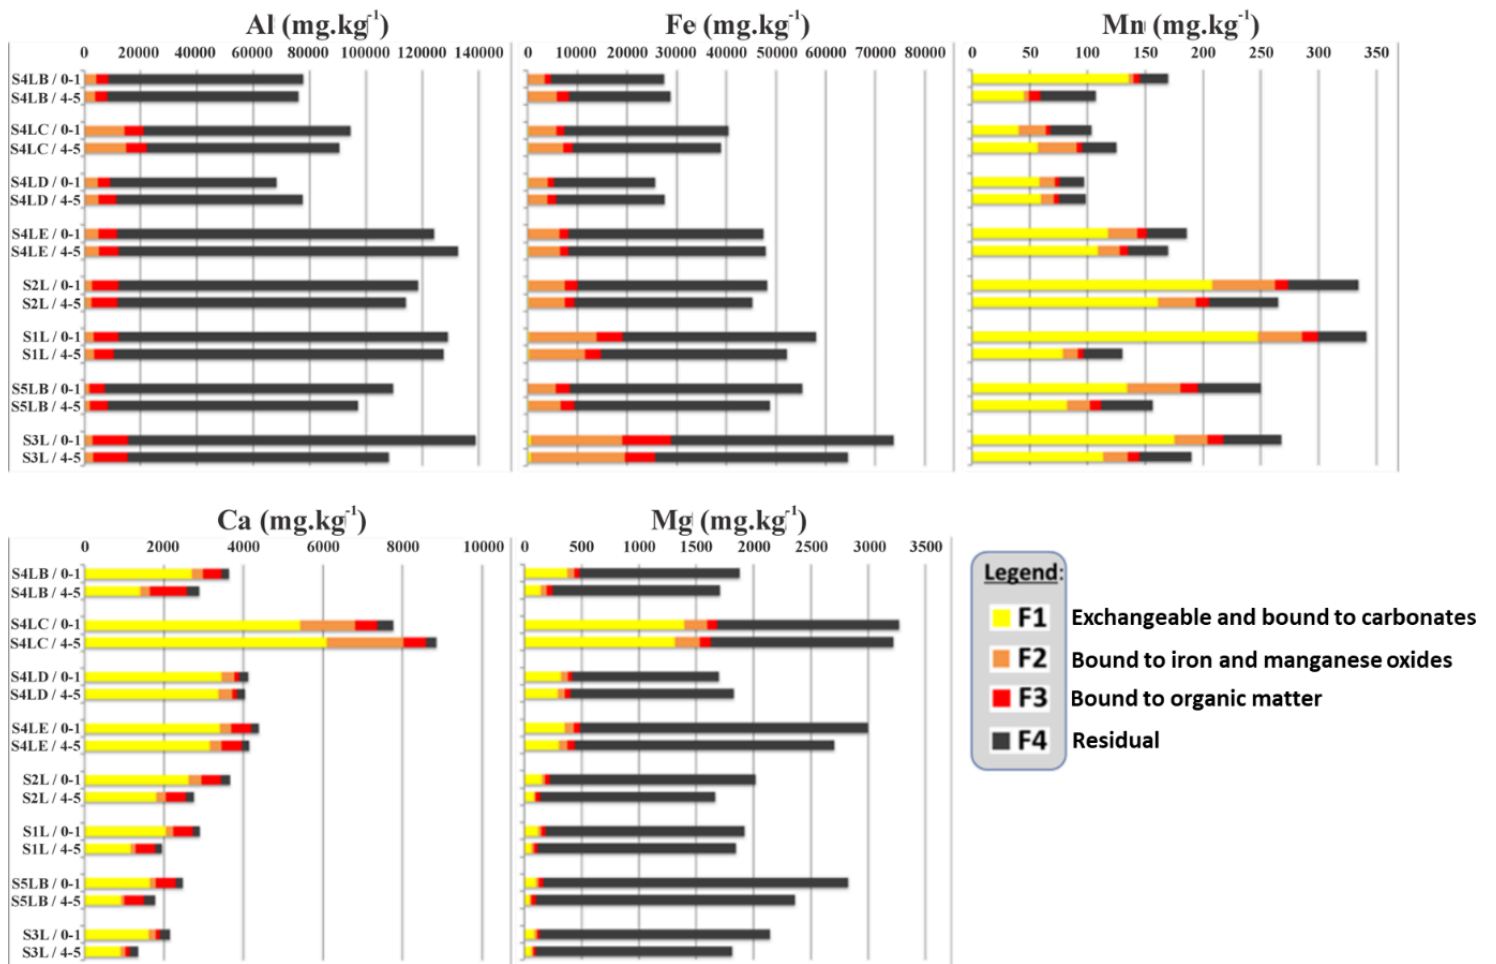 Al (mg.kg-1) Fe (mg.kg-1) Mn (mg.kg-1)
0 20000 40000 60000 80000 100000 120000 140000 0 10000 20000 30000 40000 50000 60000 70000 80000 0 50 100 150 200 250 300 350
S4LB / 0-1
S4LB / 4-5
S4LC / 0-1
S4LC / 4-5
S4LD / 0-1
S4LD / 4-5
S4LE / 0-1
S4LE / 4-5
S2L / 0-1
S2L / 4-5
S1L / 0-1
S1L / 4-5
S5LB / 0-1
S5LB / 4-5
S3L / 0-1
S3L / 4-5
Ca (mg.kg-1) Mg (mg.kg-1)
0 2000 4000 6000 8000 10000 0 500 1000 1500 2000 2500 3000 3500
S4LB / 0-1
S4LB / 4-5
S4LC / 0-1
S4LC / 4-5
S4LD / 0-1
S4LD / 4-5
S4LE / 0-1
S4LE / 4-5
S2L / 0-1
S2L / 4-5
S1L / 0-1
S1L / 4-5
S5LB / 0-1
S5LB / 4-5
S3L / 0-1
S3L / 4-5
Legend:
F1 Exchangeable and bound to carbonates
F2 Bound to iron and manganese oxides
F3 Bound to organic matter
F4 Residual